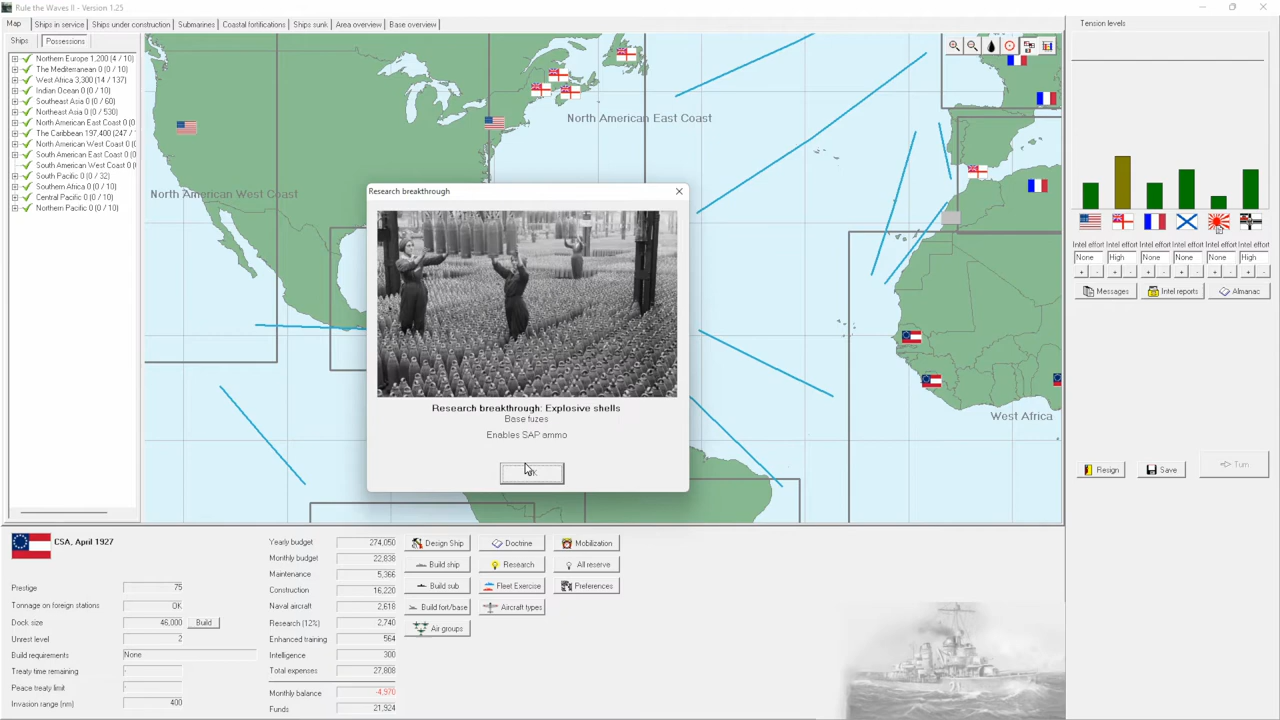 Rule the Waves II - Version 1.25
Map
Ships in service
Ships under construction
Submarines
Coastal fortifications
Ships sunk
Area overview
Base overview
Ships
Possessions
Northern Europe 1,200 (4 / 10)
The Mediterranean 0 (0 / 10)
West Africa 3,300 (14 / 137)
Indian Ocean 0 (0 / 10)
Southeast Asia 0 (0 / 60)
Northeast Asia 0 (0 / 530)
North American East Coast 0 (0
The Caribbean 197,400 (247 /
North American West Coast 0 (
South American East Coast 0 (
South American West Coast 0 (
South Pacific 0 (0 / 32)
Southern Africa 0 (0 / 10)
Central Pacific 0 (0 / 10)
Northern Pacific 0 (0 / 10)
North American East Coast
North American West Coast
West Africa
Research breakthrough
Research breakthrough: Explosive shells
Base fuzes
Enables SAP ammo
Tension levels
Intel effort Intel effort Intel effort Intel effort Intel effort Intel effort
None High None None None High
+ - + - + - + - + - + -
Messages
Intel reports
Almanac
Resign
Save
Turn
CSA, April 1927
Prestige 75
Tonnage on foreign stations OK
Dock size 46,000 Build
Unrest level 2
Build requirements None
Treaty time remaining -
Peace treaty limit -
Invasion range (nm) 400
Yearly budget 274,050
Monthly budget 22,838
Maintenance 5,366
Construction 16,220
Naval aircraft 2,618
Research (12%) 2,740
Enhanced training 564
Intelligence 300
Total expenses 27,808
Monthly balance -4,970
Funds 21,924
Design Ship
Doctrine
Mobilization
Build ship
Research
All reserve
Build sub
Fleet Exercise
Preferences
Build fort/base
Aircraft types
Air groups